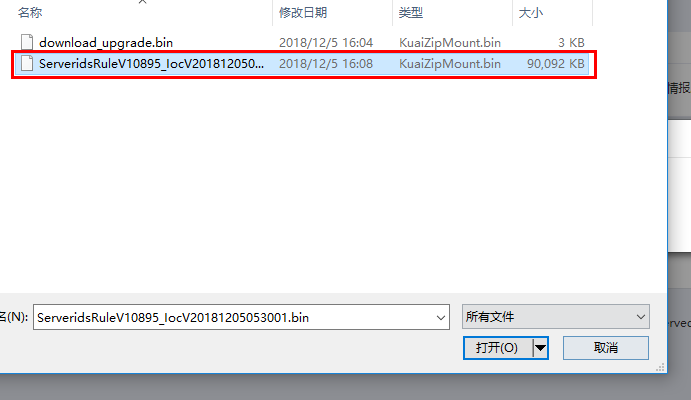 名称 修改日期 类型 大小
download_upgrade.bin 2018/12/5 16:04 KuaiZipMount.bin 3 KB
ServeridsRuleV10895_IocV201812050... 2018/12/5 16:08 KuaiZipMount.bin 90,092 KB
情报
名(N): ServeridsRuleV10895_IocV20181205053001.bin 所有文件
erved
打开(O) 取消